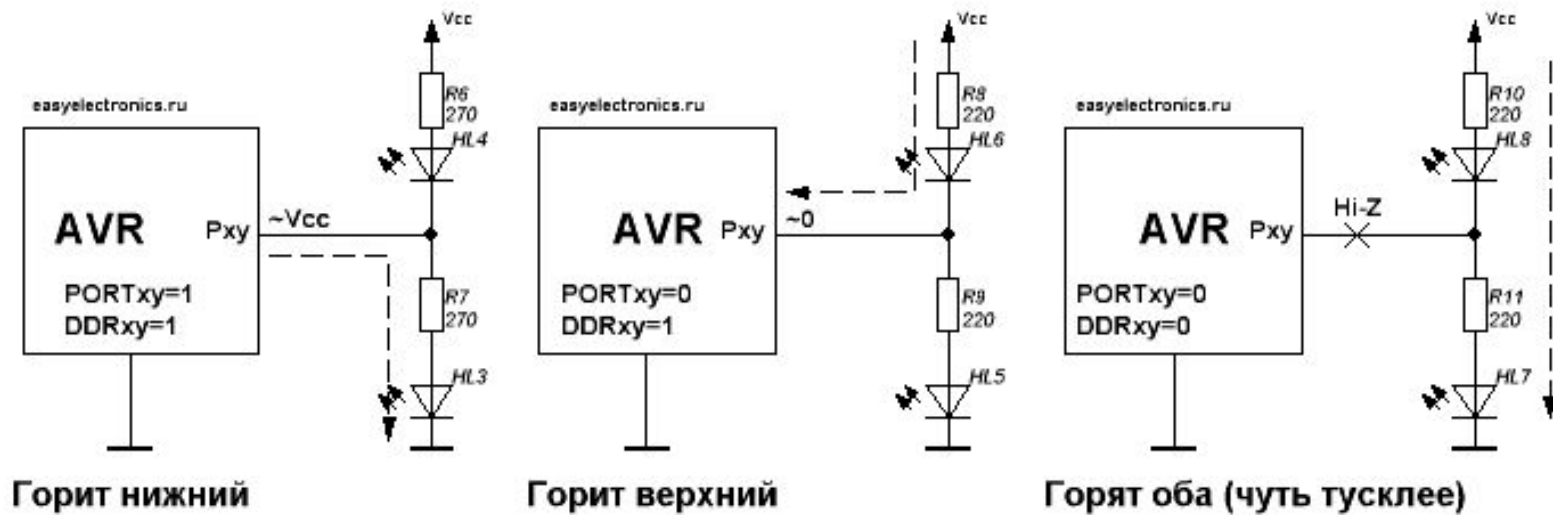 Vcc
R6
270
easyelectronics.ru
HL4
AVR
Pxy
~Vcc
PORTxy=1
DDRxy=1
R7
270
HL3
Горит нижний
Vcc
R8
220
easyelectronics.ru
HL6
AVR
Pxy
~0
PORTxy=0
DDRxy=1
R9
220
HL5
Горит верхний
Vcc
R10
220
easyelectronics.ru
HL8
Hi-Z
AVR
Pxy
PORTxy=0
DDRxy=0
R11
220
HL7
Горят оба (чуть тусклее)